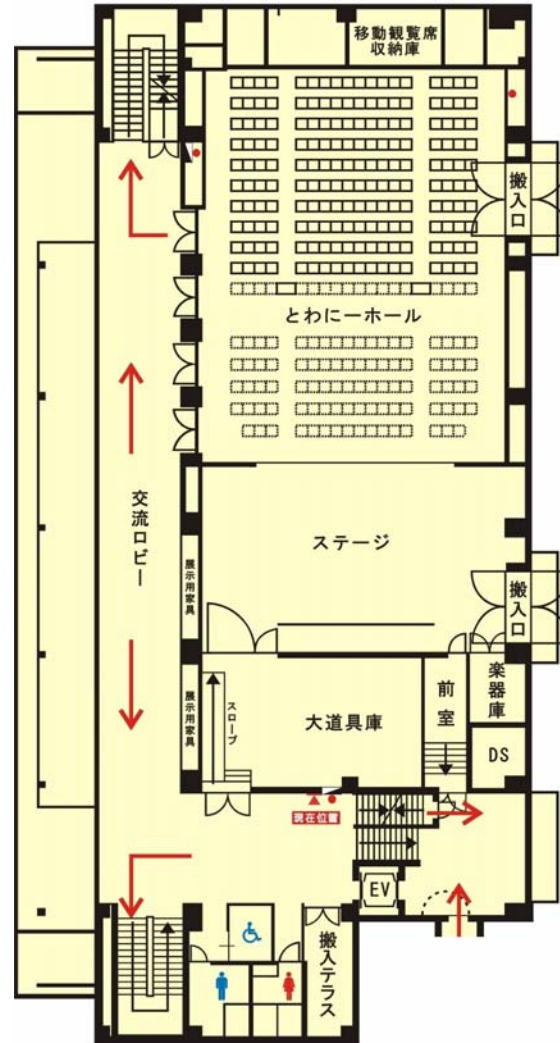 移動観覧席
収納庫
搬入口
とわにーホール
交流ロビー
ステージ
展示用家具
搬入口
展示用家具
スロープ
大道具庫
前室
楽器庫
DS
現在位置
EV
搬入テラス